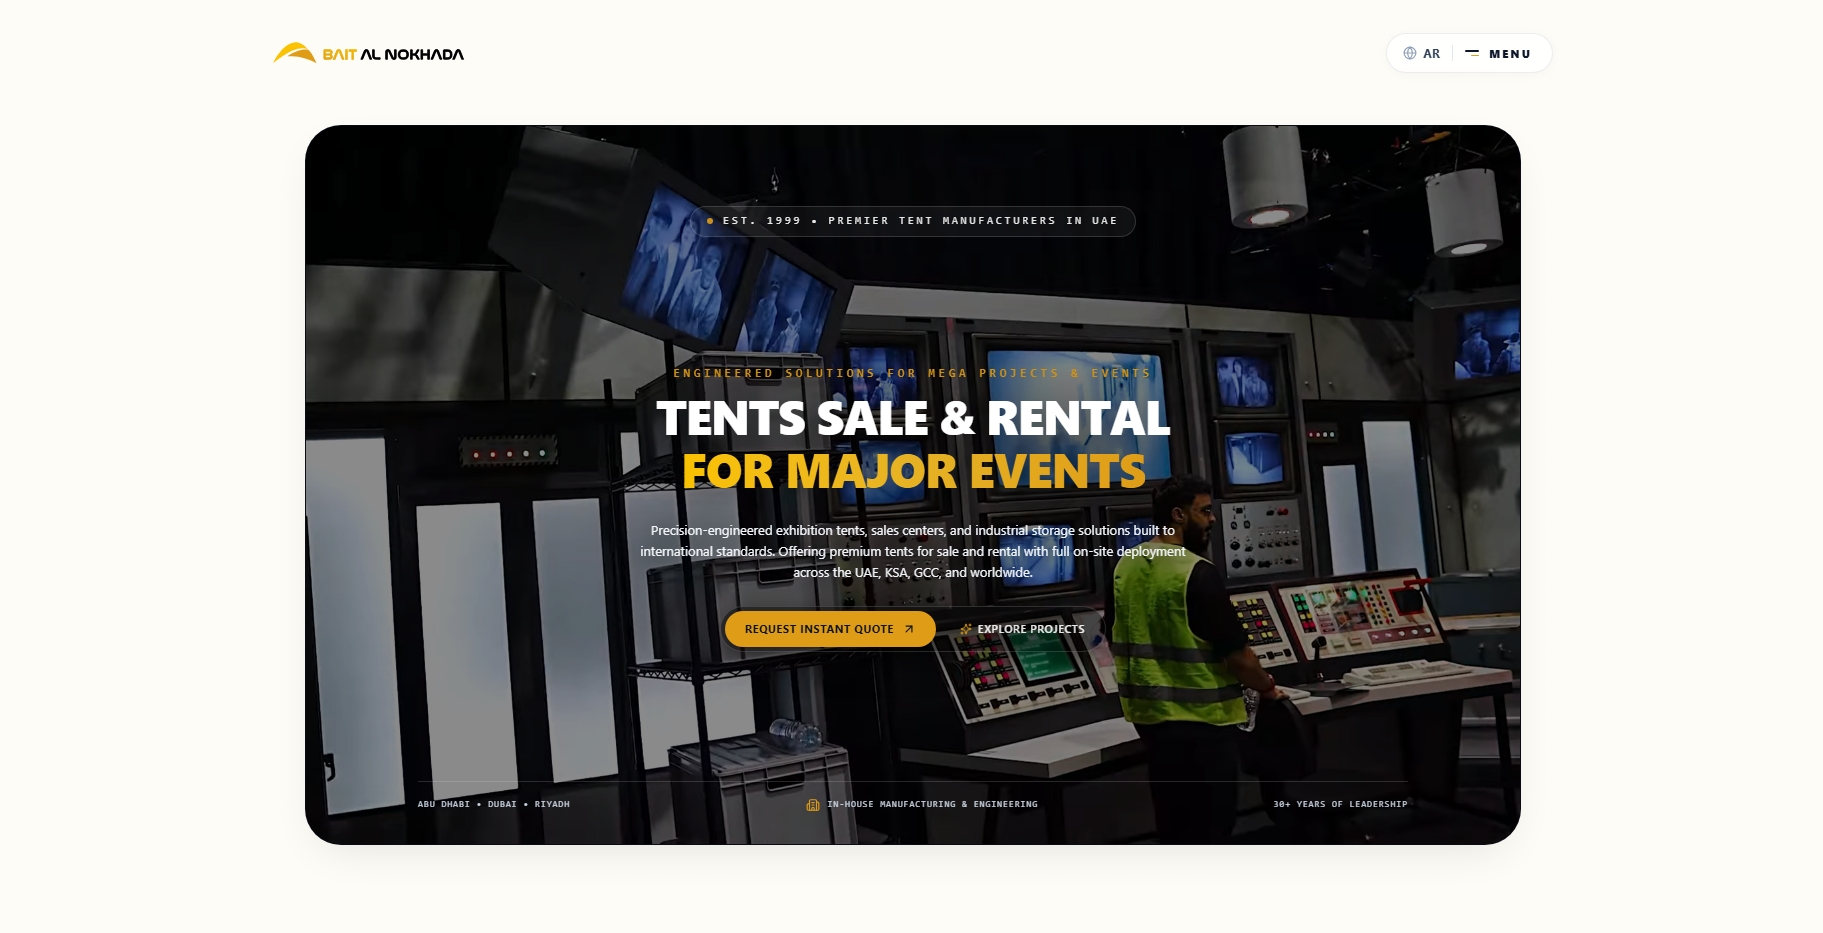 BAIT AL NOKHADA
AR
MENU
EST. 1999 • PREMIER TENT MANUFACTURERS IN UAE
ENGINEERED SOLUTIONS FOR MEGA PROJECTS & EVENTS
TENTS SALE & RENTAL
FOR MAJOR EVENTS
Precision-engineered exhibition tents, sales centers, and industrial storage solutions built to
international standards. Offering premium tents for sale and rental with full on-site deployment
across the UAE, KSA, GCC, and worldwide.
REQUEST INSTANT QUOTE
EXPLORE PROJECTS
ABU DHABI • DUBAI • RIYADH
IN-HOUSE MANUFACTURING & ENGINEERING
30+ YEARS OF LEADERSHIP